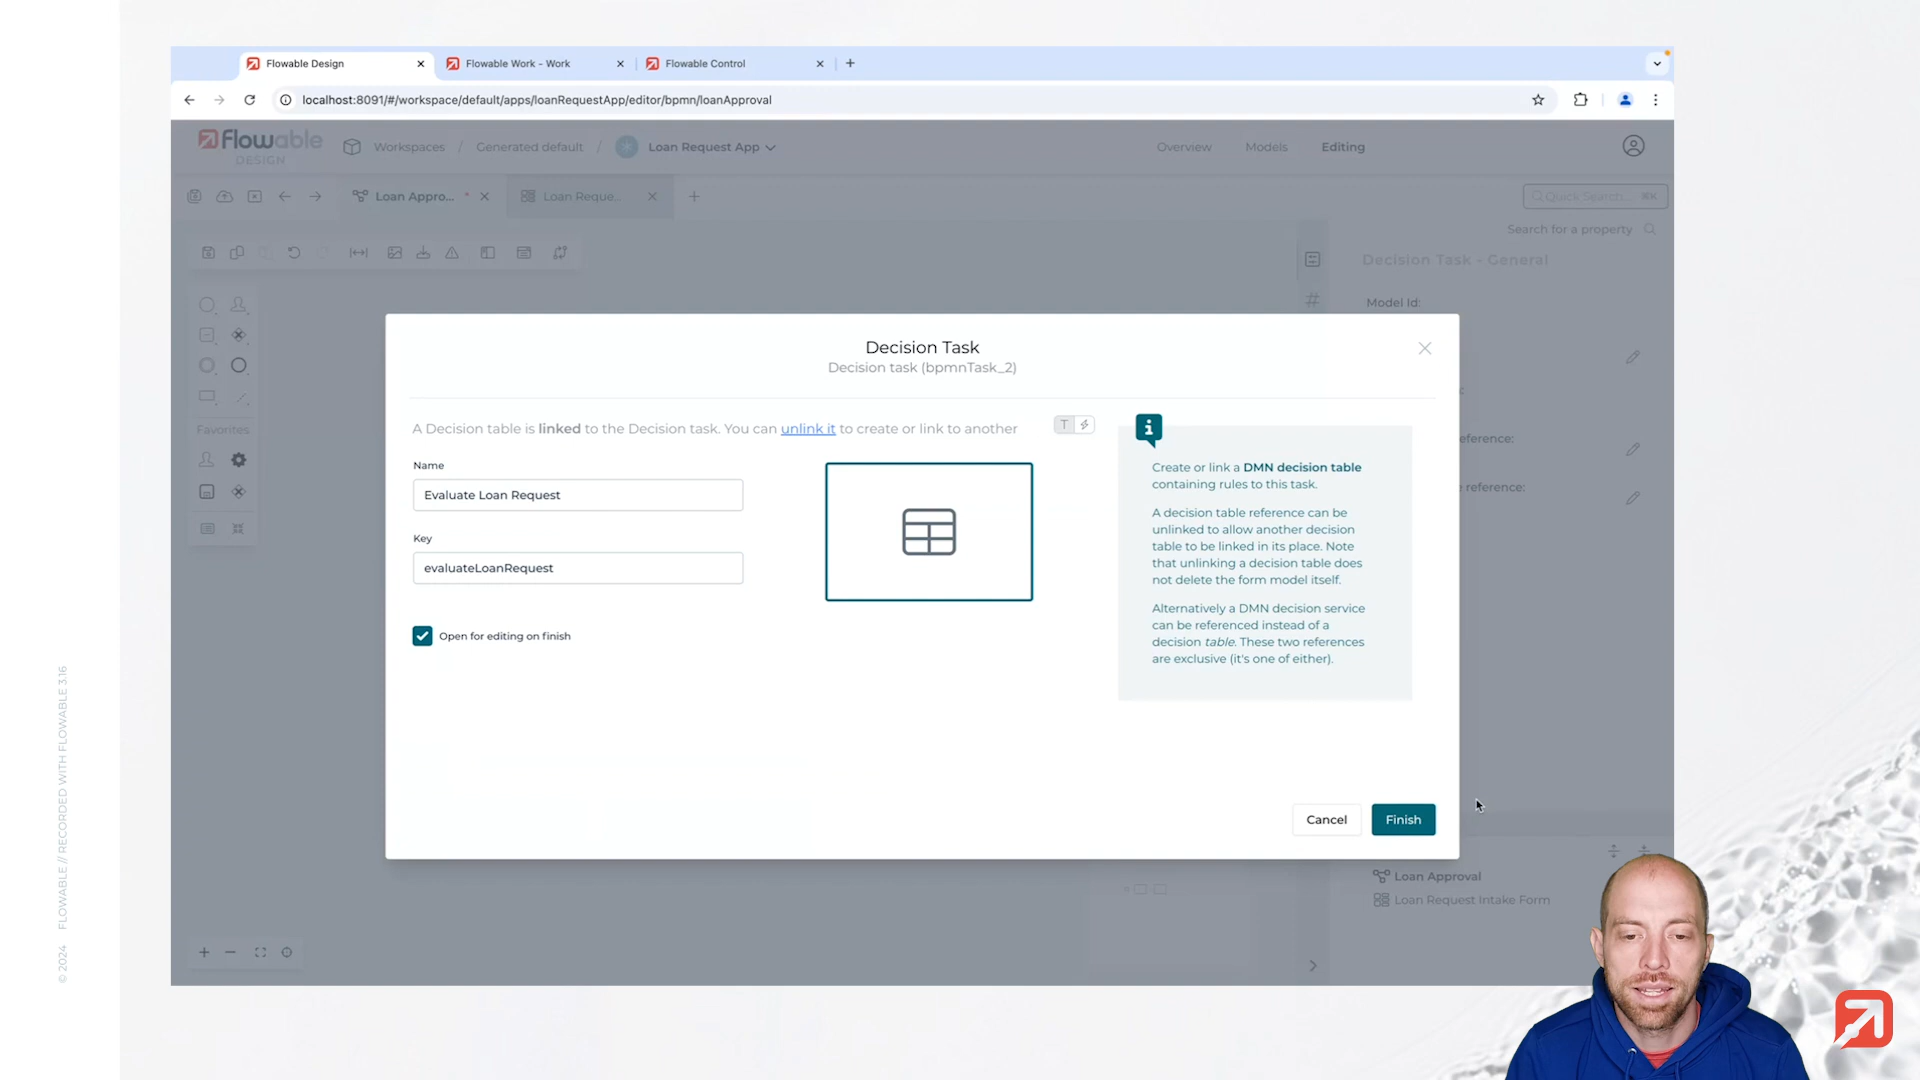 Flowable Design
Flowable Work - Work
Flowable Control
localhost:8091/#/workspace/default/apps/loanRequestApp/editor/bpmn/loanApproval
Flowable
DESIGN
Workspaces / Generated default / Loan Request App
Overview
Models
Editing
Loan Appro... *
Loan Reque...
Quick Search... ⌘K
Search for a property
Decision Task - General
Model Id:
Favorites
Decision Task
Decision task (bpmnTask_2)
A Decision table is linked to the Decision task. You can unlink it to create or link to another
T
Name
Evaluate Loan Request
Key
evaluateLoanRequest
Open for editing on finish
i
Create or link a DMN decision table
containing rules to this task.
A decision table reference can be
unlinked to allow another decision
table to be linked in its place. Note
that unlinking a decision table does
not delete the form model itself.
Alternatively a DMN decision service
can be referenced instead of a
decision table. These two references
are exclusive (it's one of either).
eference:
reference:
Cancel
Finish
Loan Approval
Loan Request Intake Form
© 2024 FLOWABLE // RECORDED WITH FLOWABLE 3.16